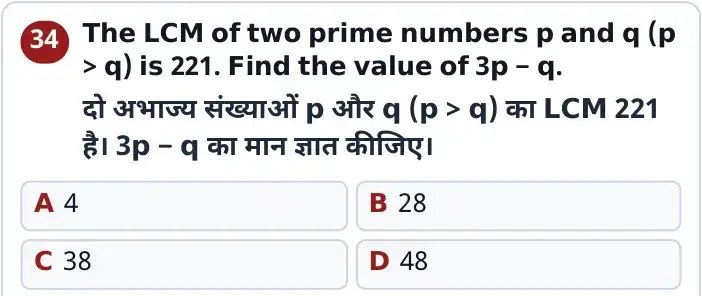 34 The LCM of two prime numbers p and q (p
> q) is 221. Find the value of 3p – q.
दो अभाज्य संख्याओं p और q (p > q) का LCM 221
है। 3p – q का मान ज्ञात कीजिए।
A 4 B 28
C 38 D 48